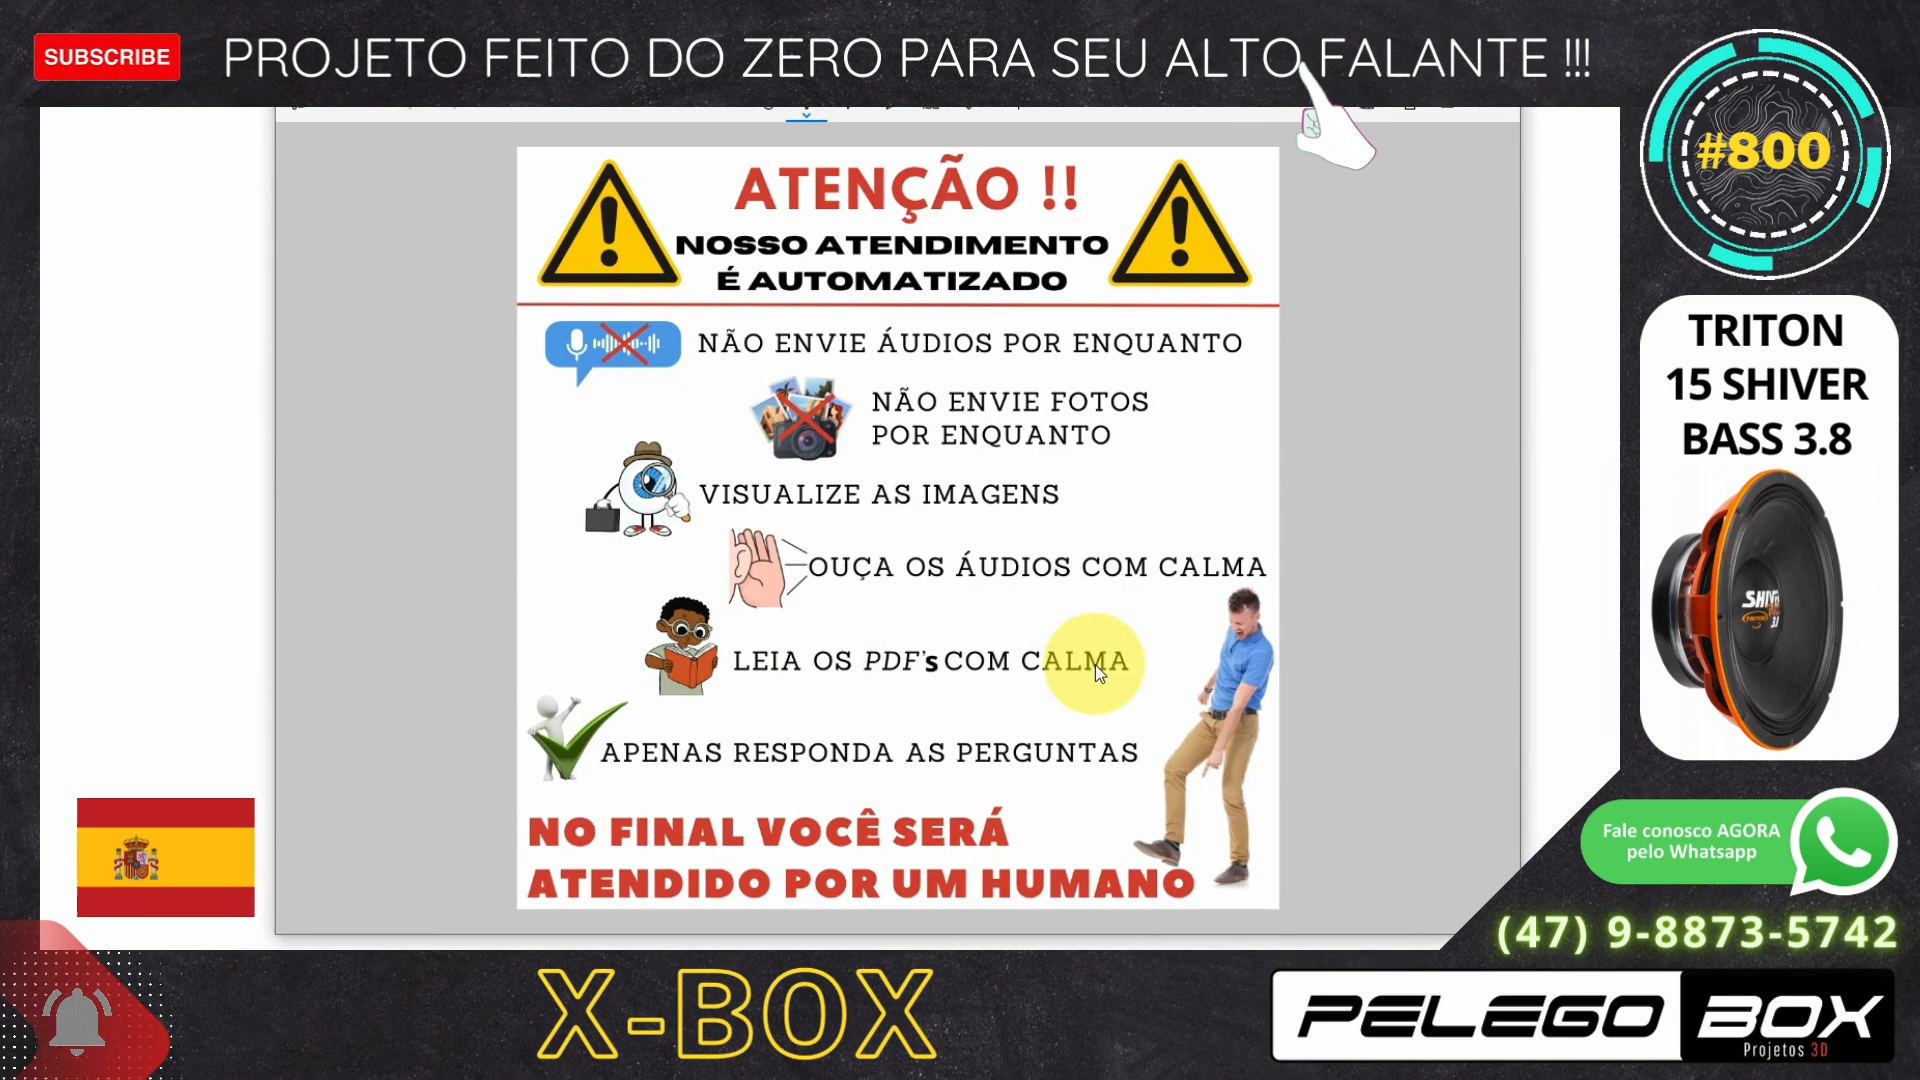 SUBSCRIBE
PROJETO FEITO DO ZERO PARA SEU ALTO FALANTE !!!
#800
ATENÇÃO !!
NOSSO ATENDIMENTO
É AUTOMATIZADO
NÃO ENVIE ÁUDIOS POR ENQUANTO
NÃO ENVIE FOTOS
POR ENQUANTO
VISUALIZE AS IMAGENS
OUÇA OS ÁUDIOS COM CALMA
LEIA OS PDF's COM CALMA
APENAS RESPONDA AS PERGUNTAS
NO FINAL VOCÊ SERÁ
ATENDIDO POR UM HUMANO
TRITON
15 SHIVER
BASS 3.8
Fale conosco AGORA
pelo Whatsapp
(47) 9-8873-5742
X-BOX
PELEGO BOX
Projetos 3D